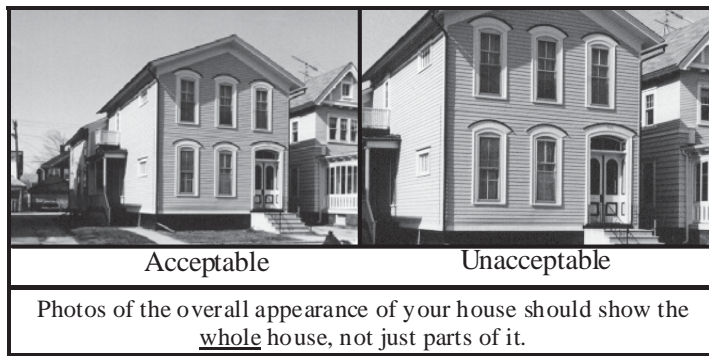 Acceptable
Unacceptable
Photos of the overall appearance of your house should show the
whole house, not just parts of it.